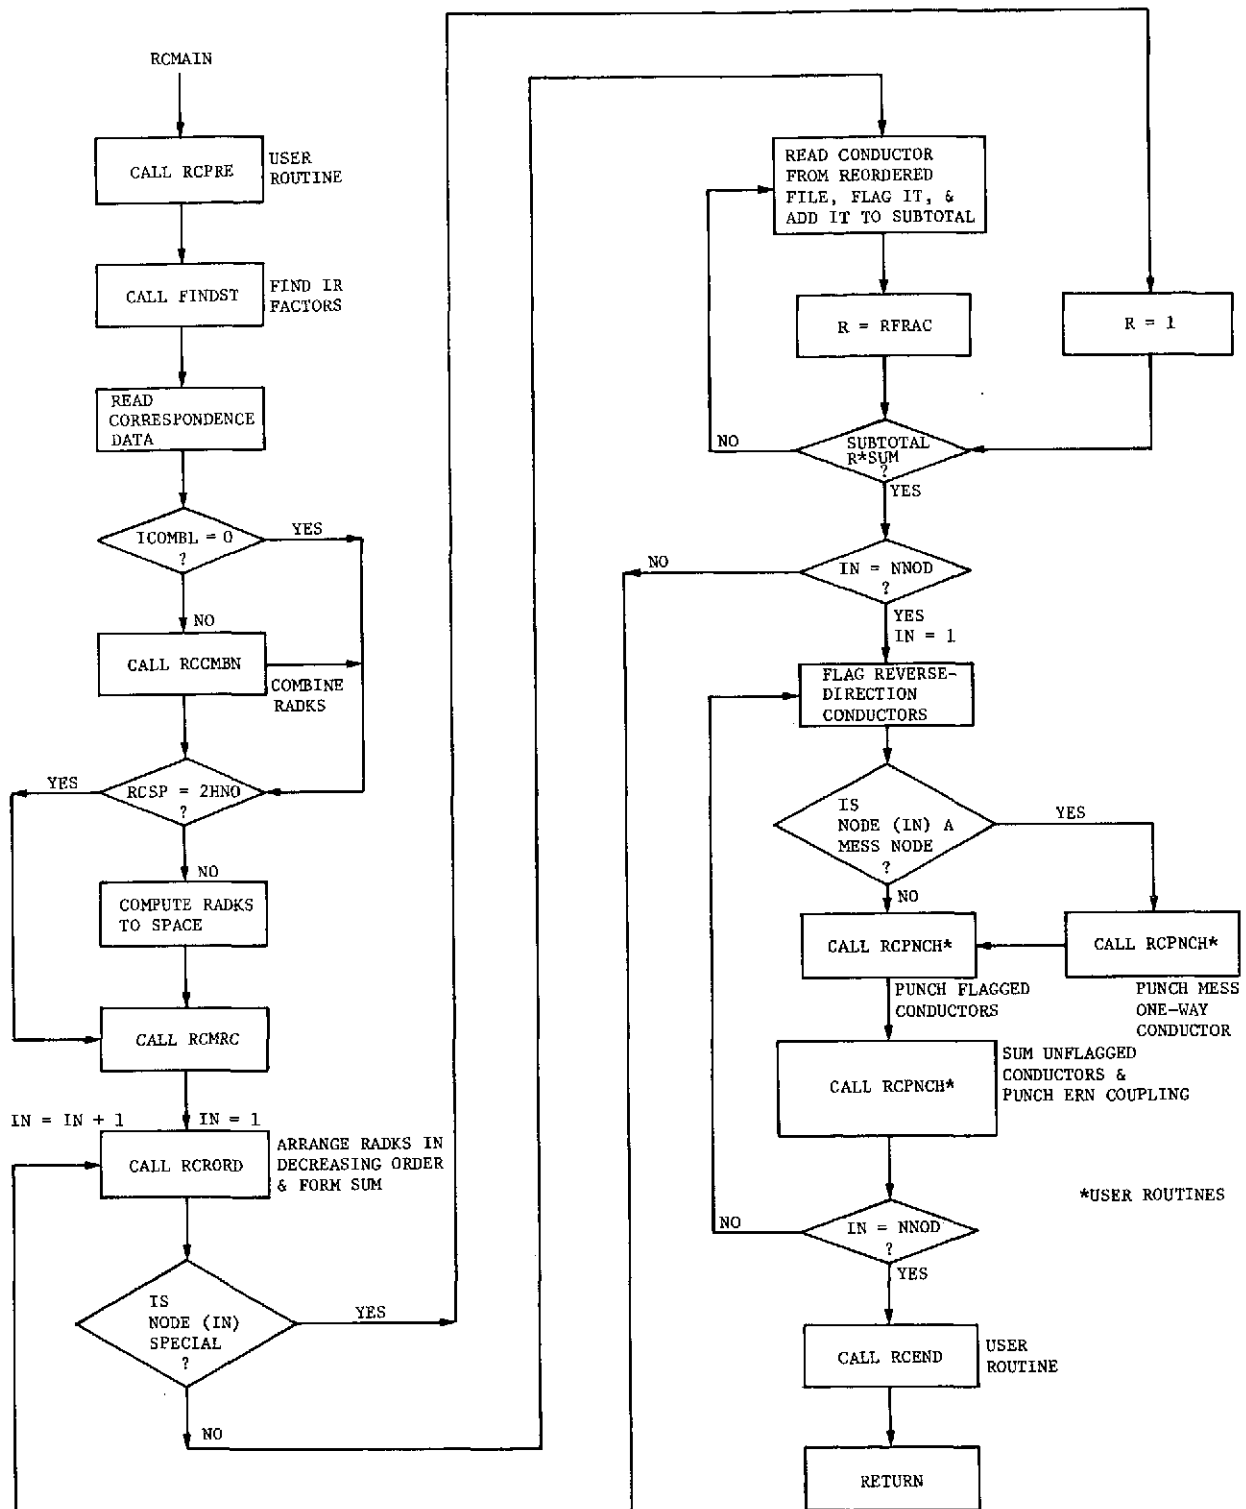 RCMAIN
CALL RCPRE
USER
ROUTINE
CALL FINDST
FIND IR
FACTORS
READ
CORRESPONDENCE
DATA
ICOMBL = 0
?
YES
NO
CALL RCCMBN
COMBINE
RADKS
RCSP = 2HNO
?
YES
NO
COMPUTE RADKS
TO SPACE
CALL RCMRC
IN = IN + 1
IN = 1
CALL RCRORD
ARRANGE RADKS IN
DECREASING ORDER
& FORM SUM
IS
NODE (IN)
SPECIAL
?
YES
NO
READ CONDUCTOR
FROM REORDERED
FILE, FLAG IT, &
ADD IT TO SUBTOTAL
R = RFRAC
R = 1
SUBTOTAL
R*SUM
?
NO
YES
IN = NNOD
?
NO
YES
IN = 1
FLAG REVERSE-
DIRECTION
CONDUCTORS
IS
NODE (IN) A
MESS NODE
?
YES
NO
CALL RCPNCH*
PUNCH FLAGGED
CONDUCTORS
CALL RCPNCH*
PUNCH MESS
ONE-WAY
CONDUCTOR
CALL RCPNCH*
SUM UNFLAGGED
CONDUCTORS &
PUNCH ERN COUPLING
*USER ROUTINES
IN = NNOD
?
NO
YES
CALL RCEND
USER
ROUTINE
RETURN